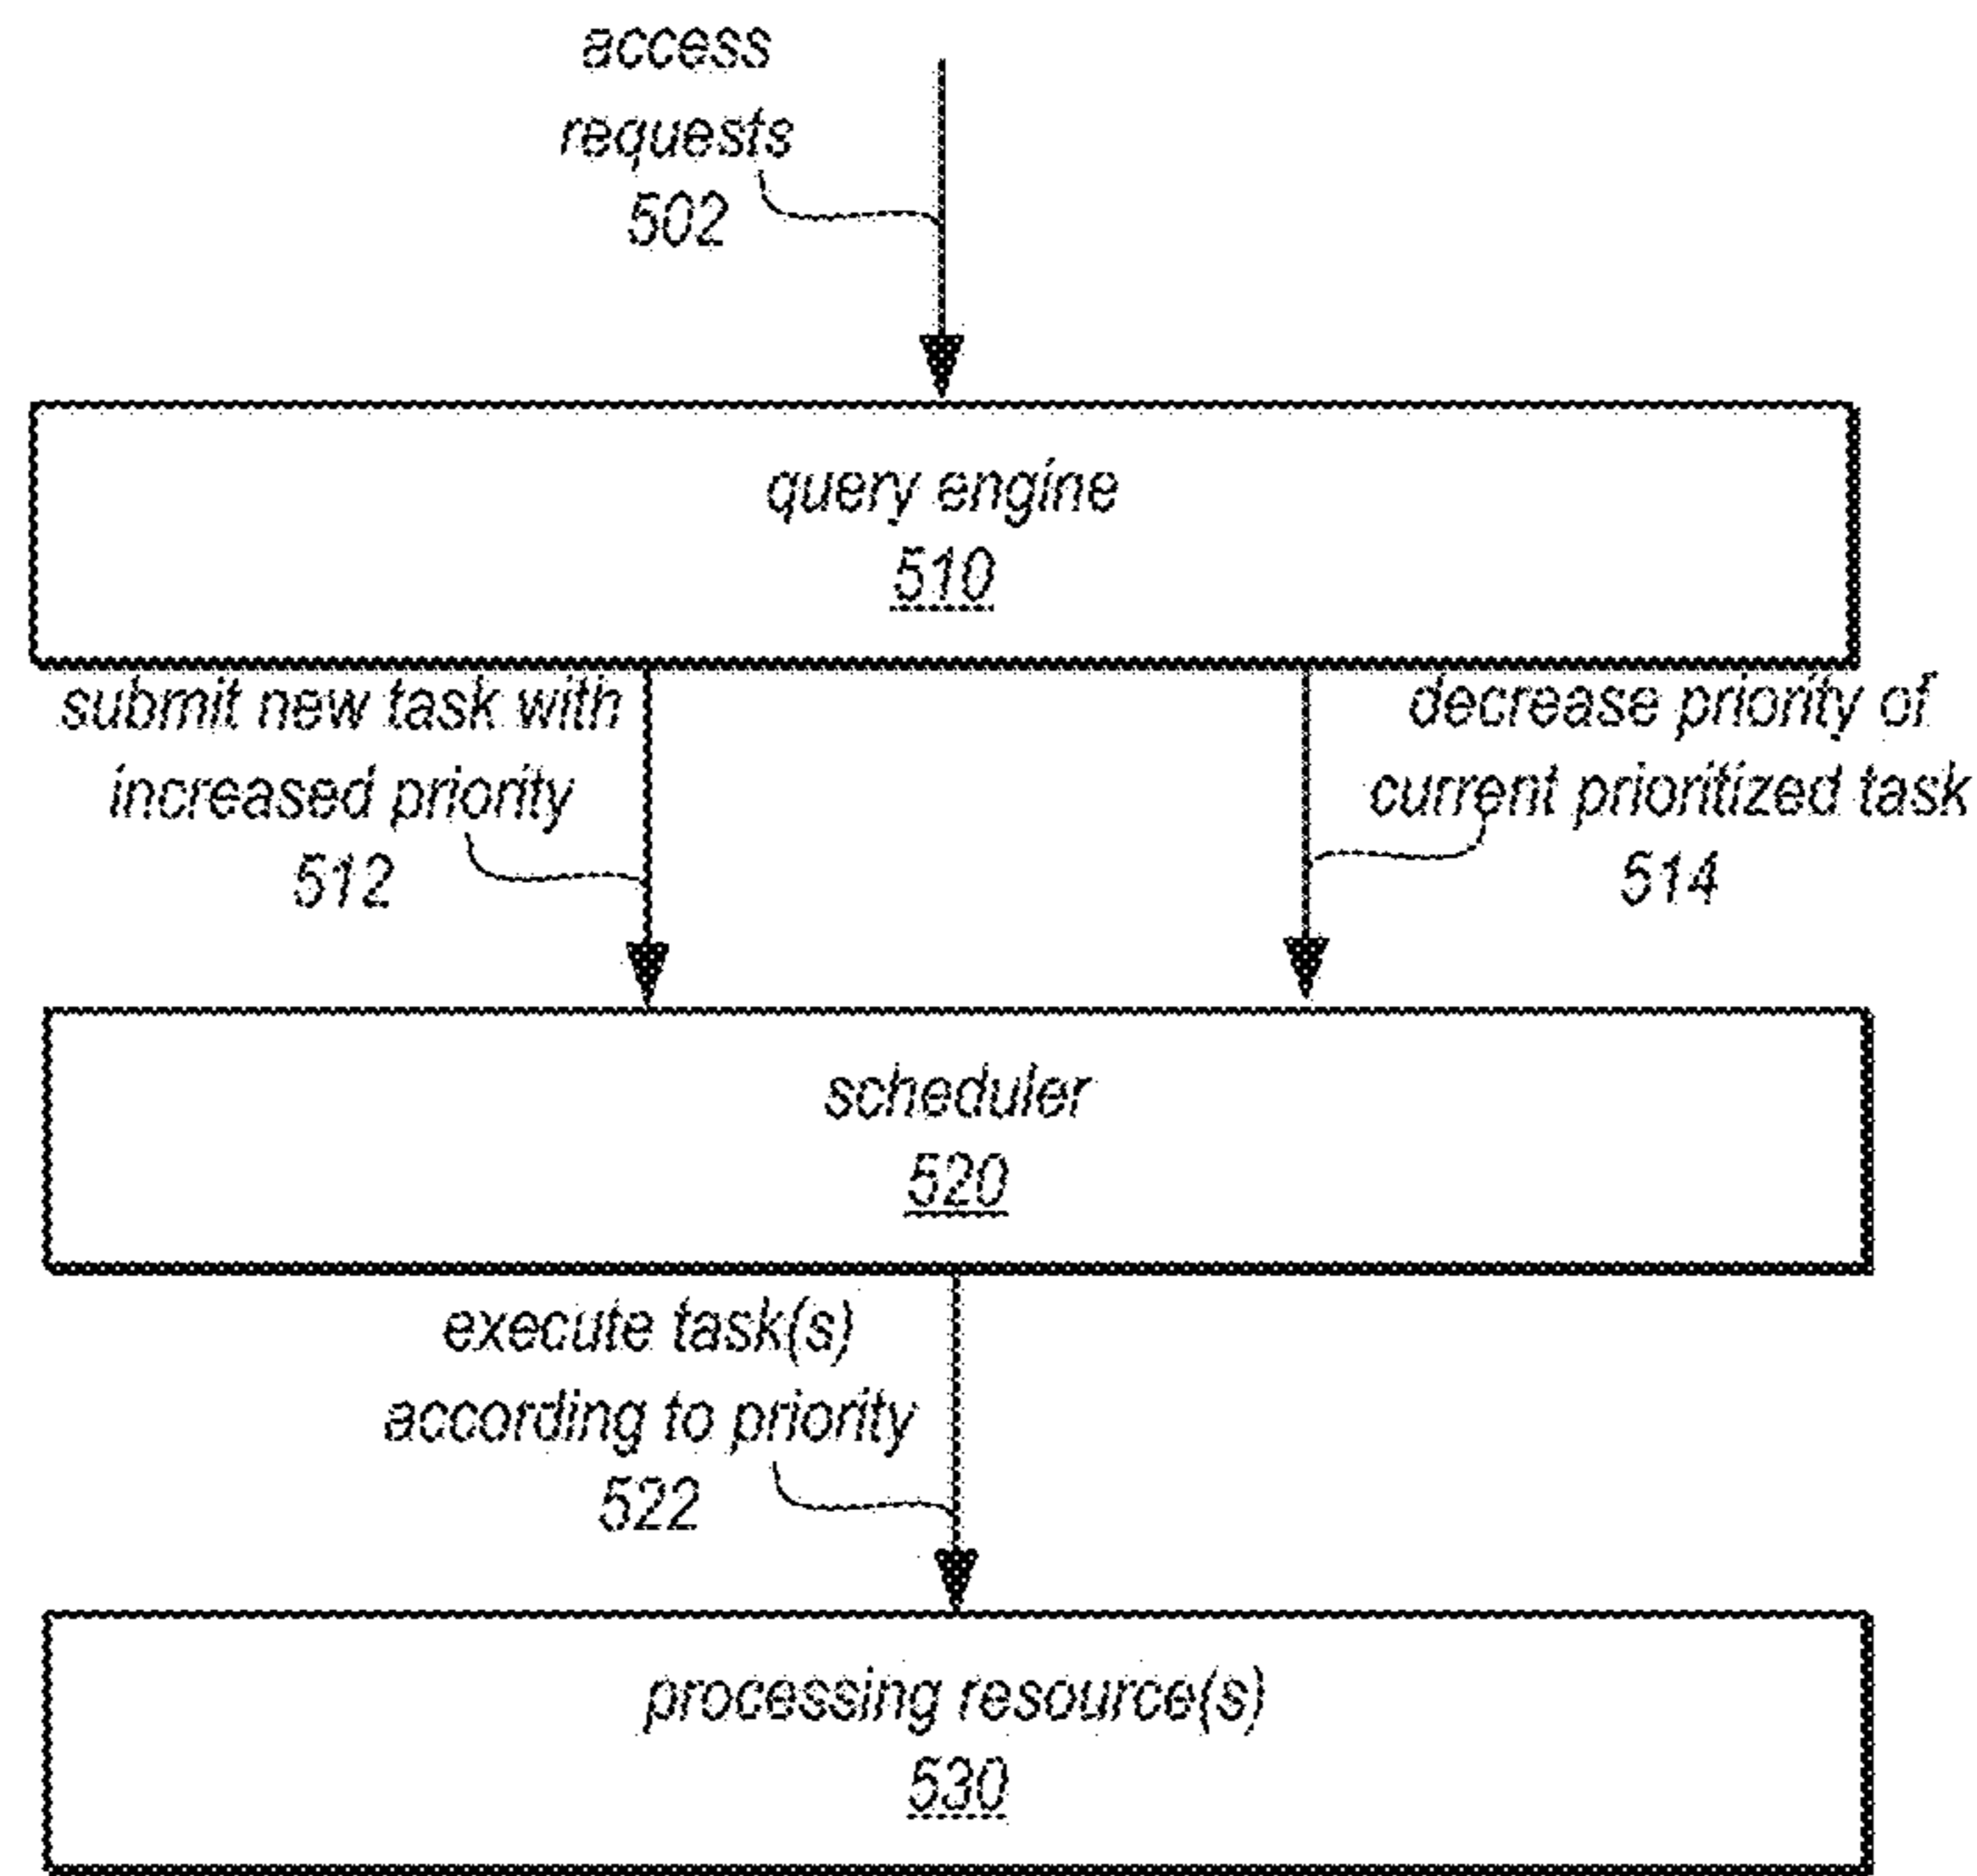 access
requests
502
query engine
510
submit new task with
increased priority
512
decrease priority of
current prioritized task
514
scheduler
520
execute task(s)
according to priority
522
processing resource(s)
530